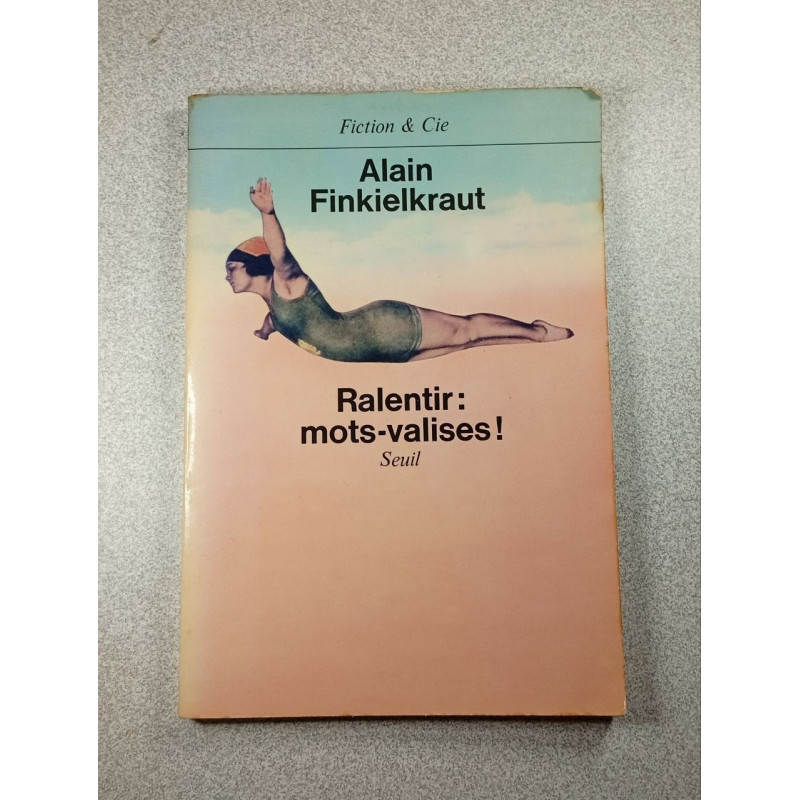 Fiction & Cie
Alain
Finkielkraut
Ralentir :
mots-valises !
Seuil